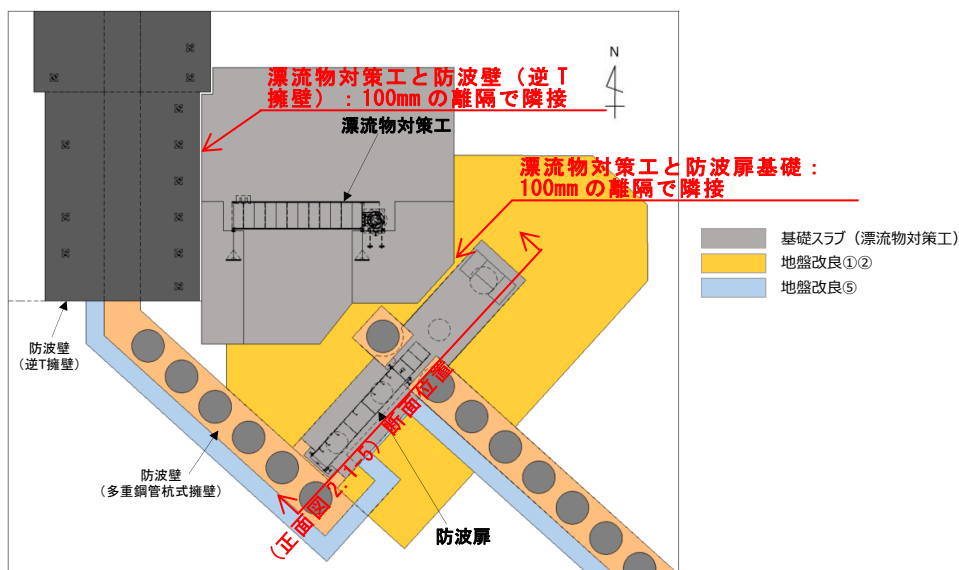 漂流物対策工と防波壁（逆T
擁壁）：100mmの離隔で隣接
漂流物対策工
N
漂流物対策工と防波扉基礎：
100mmの離隔で隣接
基礎スラブ（漂流物対策工）
地盤改良①②
地盤改良⑤
防波壁
（逆T擁壁）
防波壁
（多重鋼管杭式擁壁）
（正面図2.1-5）断面位置
防波扉